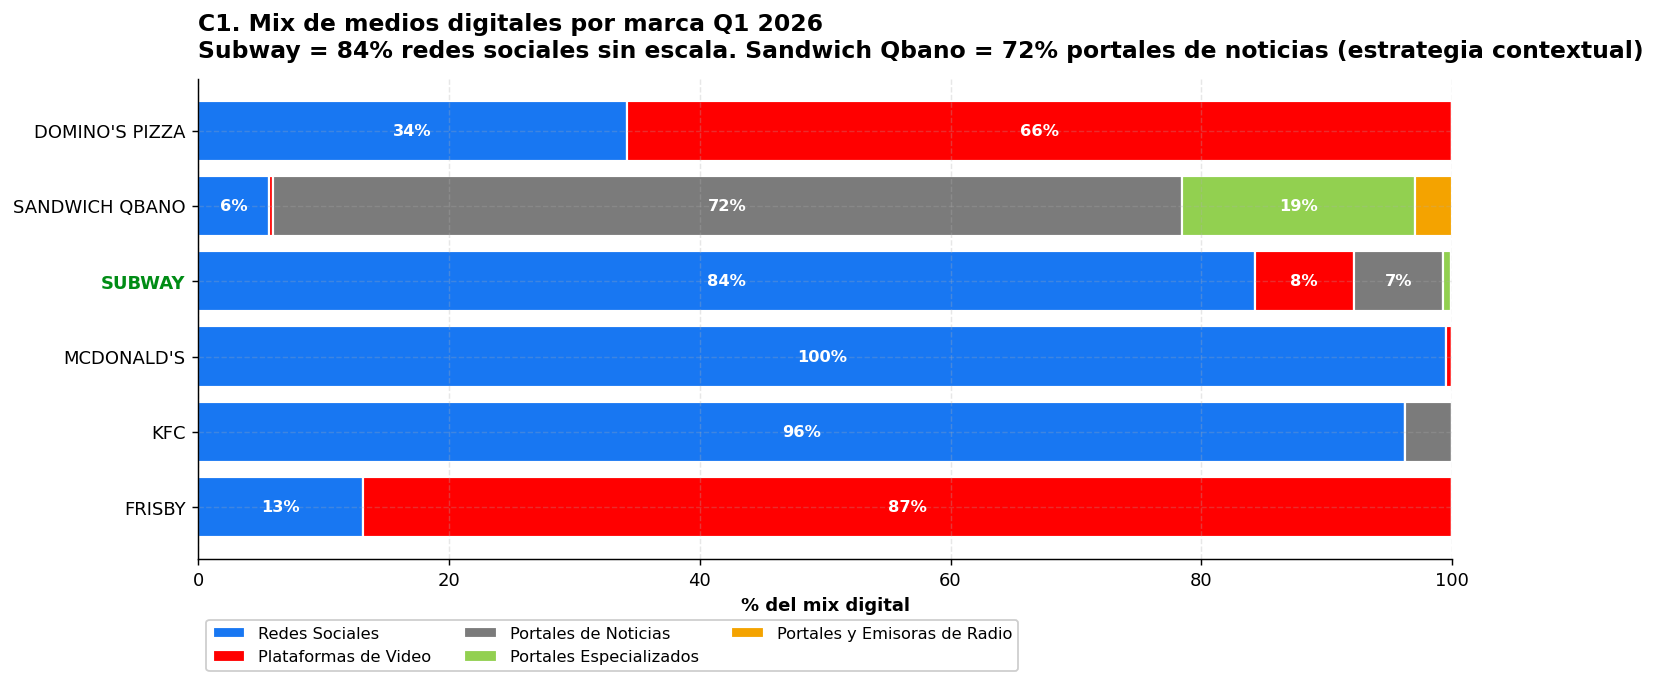 C1. Mix de medios digitales por marca Q1 2026
Subway = 84% redes sociales sin escala. Sandwich Qbano = 72% portales de noticias (estrategia contextual)
DOMINO'S PIZZA 34% 66%
SANDWICH QBANO 6% 72% 19%
SUBWAY 84% 8% 7%
MCDONALD'S 100%
KFC 96%
FRISBY 13% 87%
0 20 40 60 80 100
% del mix digital
Redes Sociales Portales de Noticias Portales y Emisoras de Radio
Plataformas de Video Portales Especializados